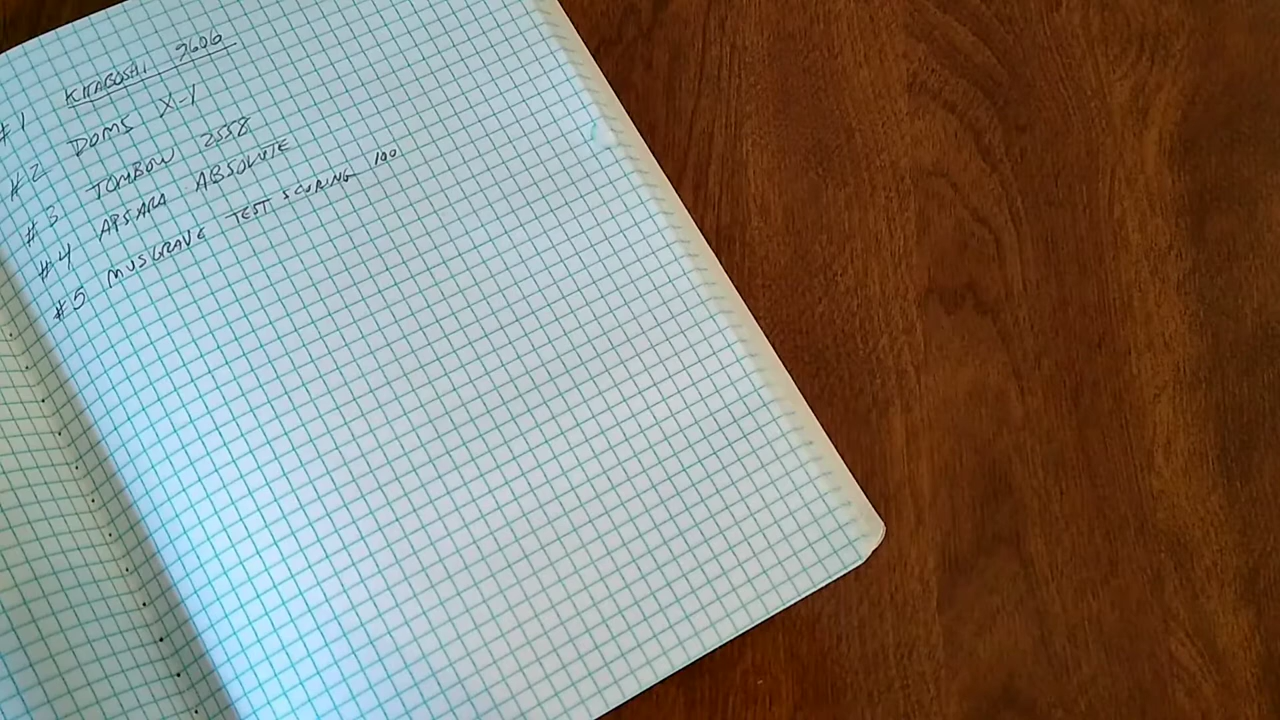 #1 KITABOSHI 9606
#2 DOMS X-1
#3 TOMBOW 2558
#4 APSARA ABSOLUTE
#5 MUSGRAVE TEST SCORING 100